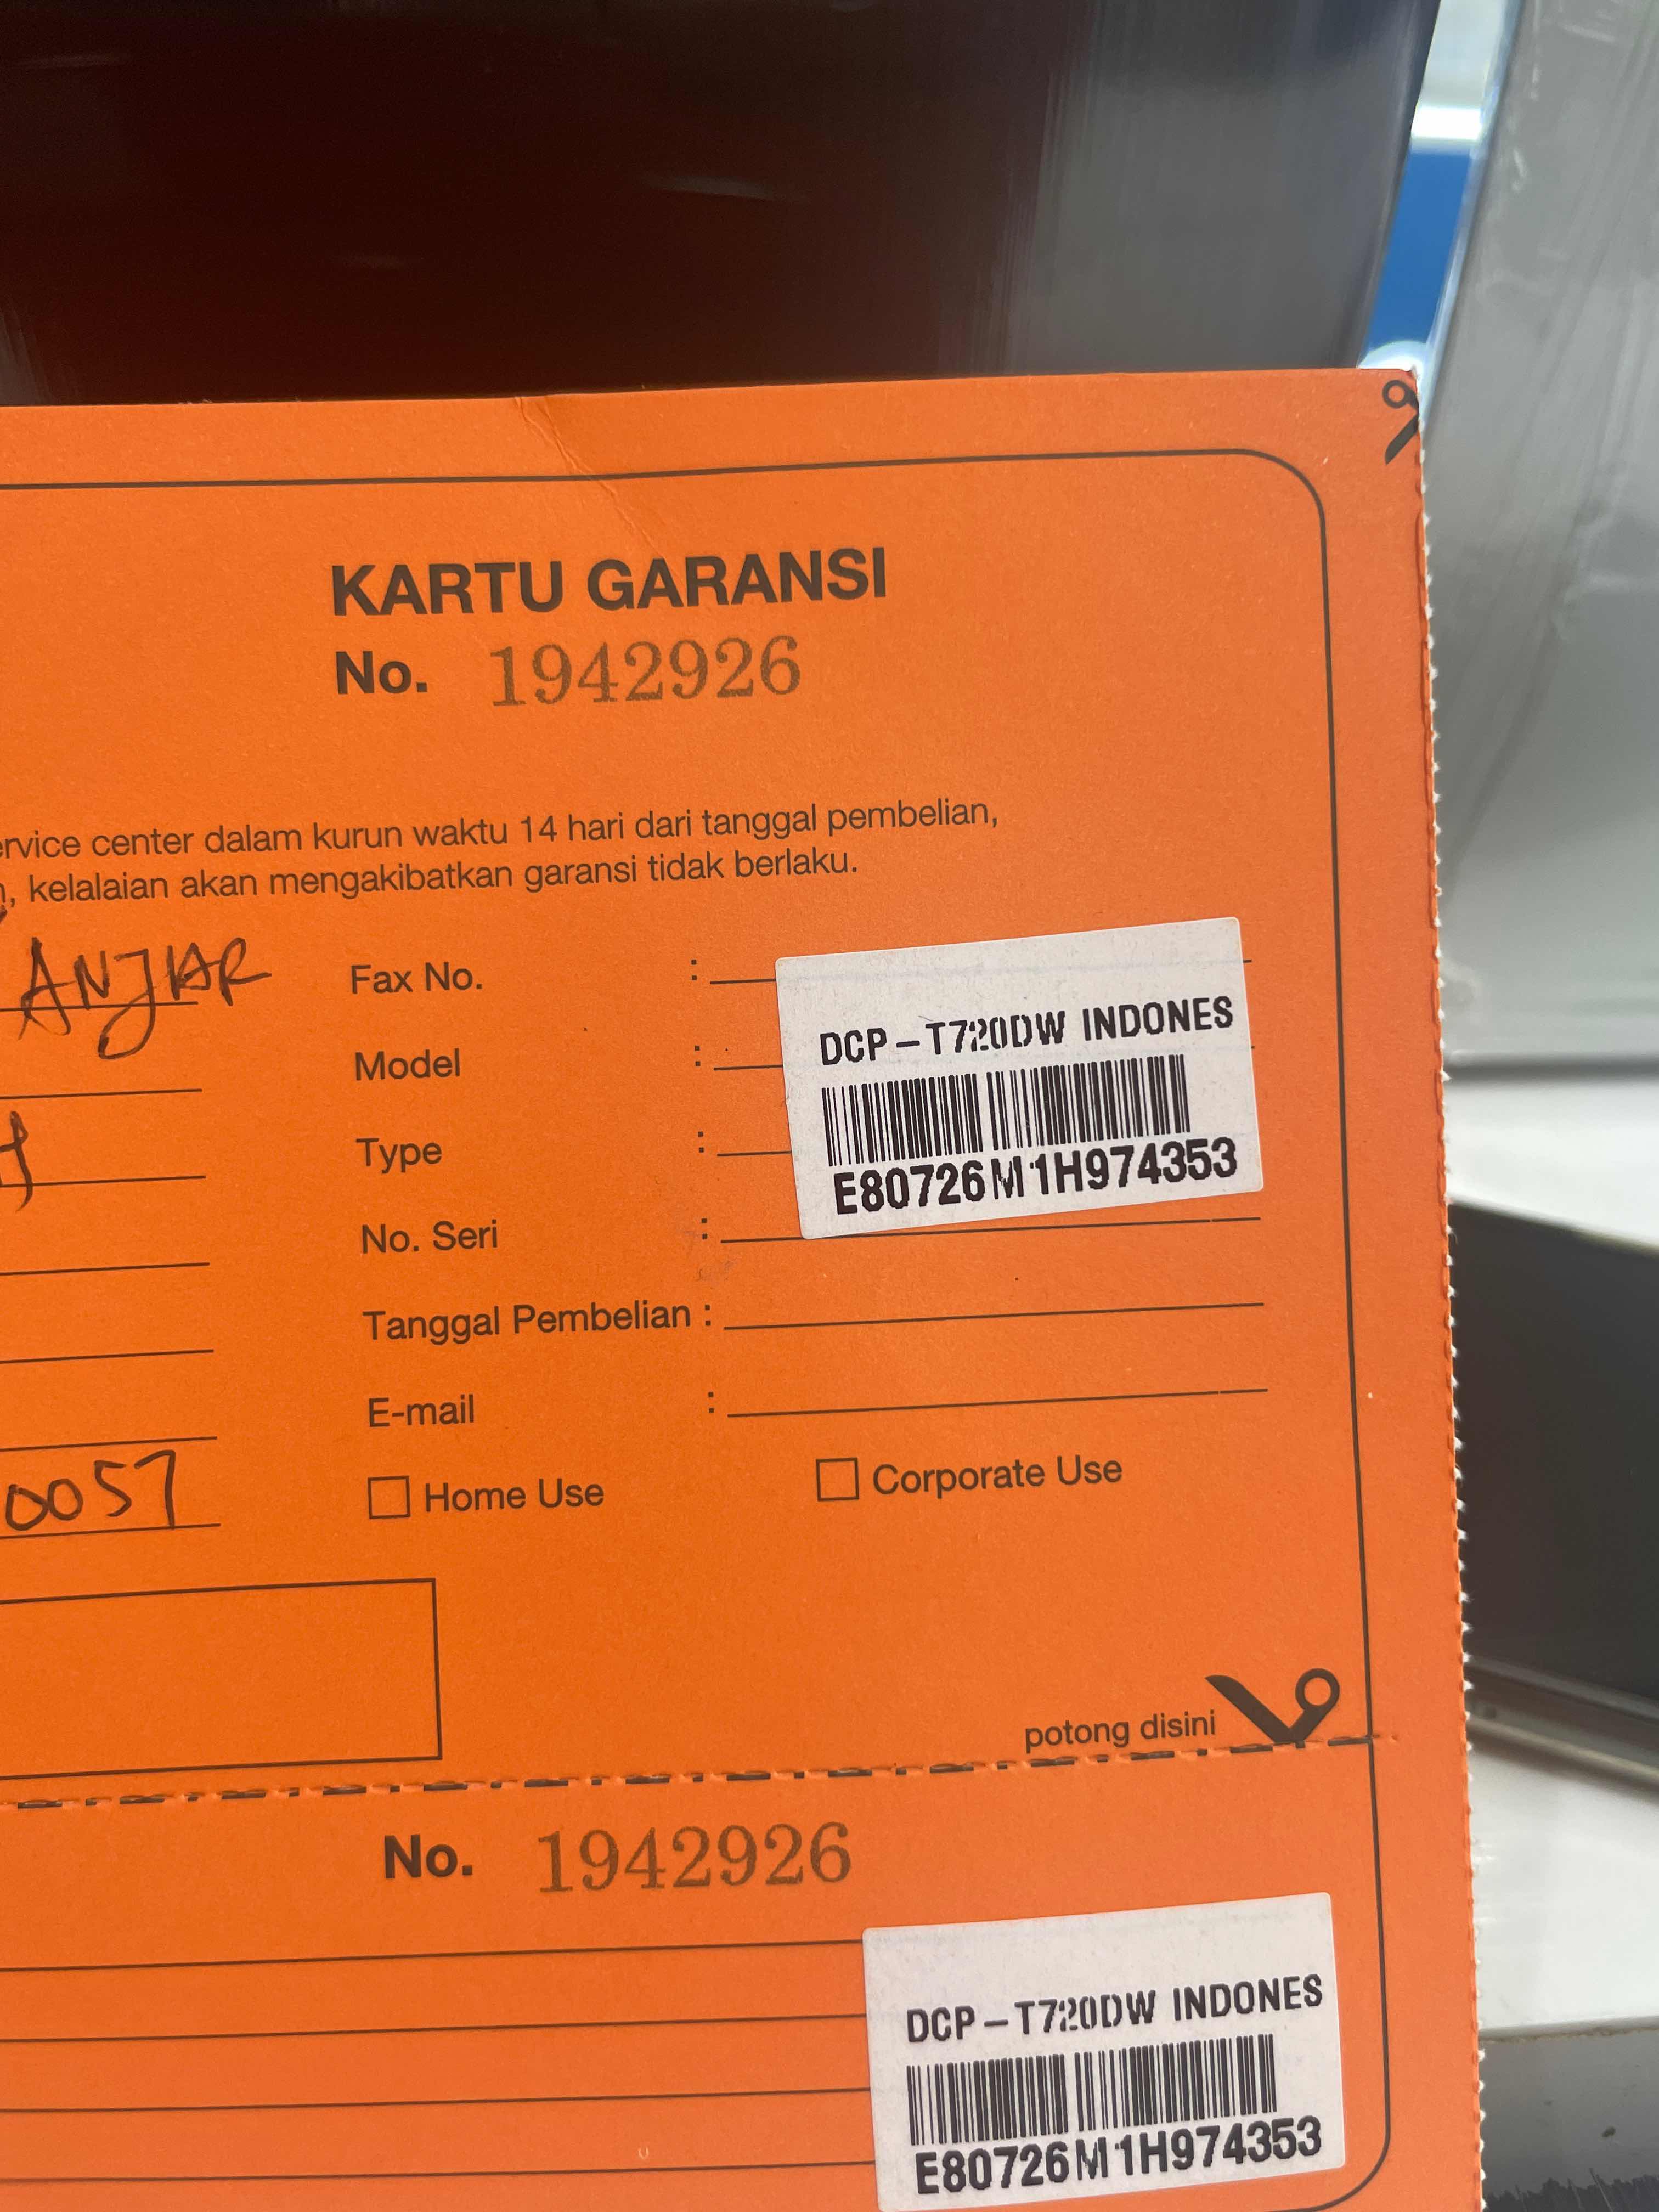 KARTU GARANSI
No. 1942926
ervice center dalam kurun waktu 14 hari dari tanggal pembelian,
, kelalaian akan mengakibatkan garansi tidak berlaku.
ANJAR
Fax No. :
DCP-T720DW INDONES
Model :
Type :
E80726M1H974353
No. Seri :
Tanggal Pembelian :
E-mail :
0057
Home Use
Corporate Use
potong disini
No. 1942926
DCP-T720DW INDONES
E80726M1H974353